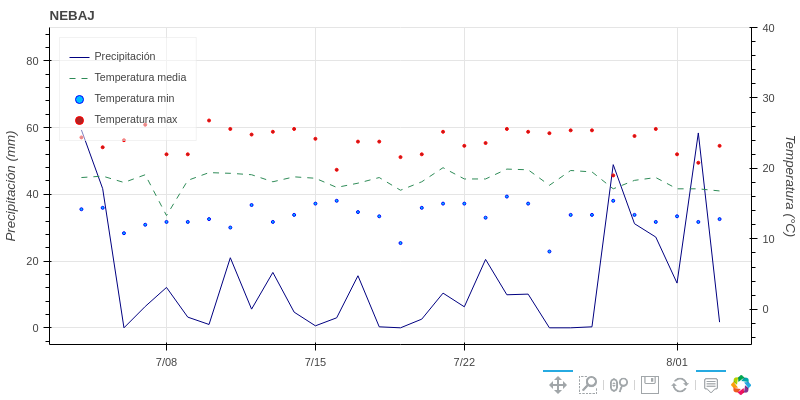 NEBAJ
Precipitación
Temperatura media
Temperatura min
Temperatura max
Precipitación (mm)
80
60
40
20
0
Temperatura (°C)
40
30
20
10
0
7/08
7/15
7/22
8/01